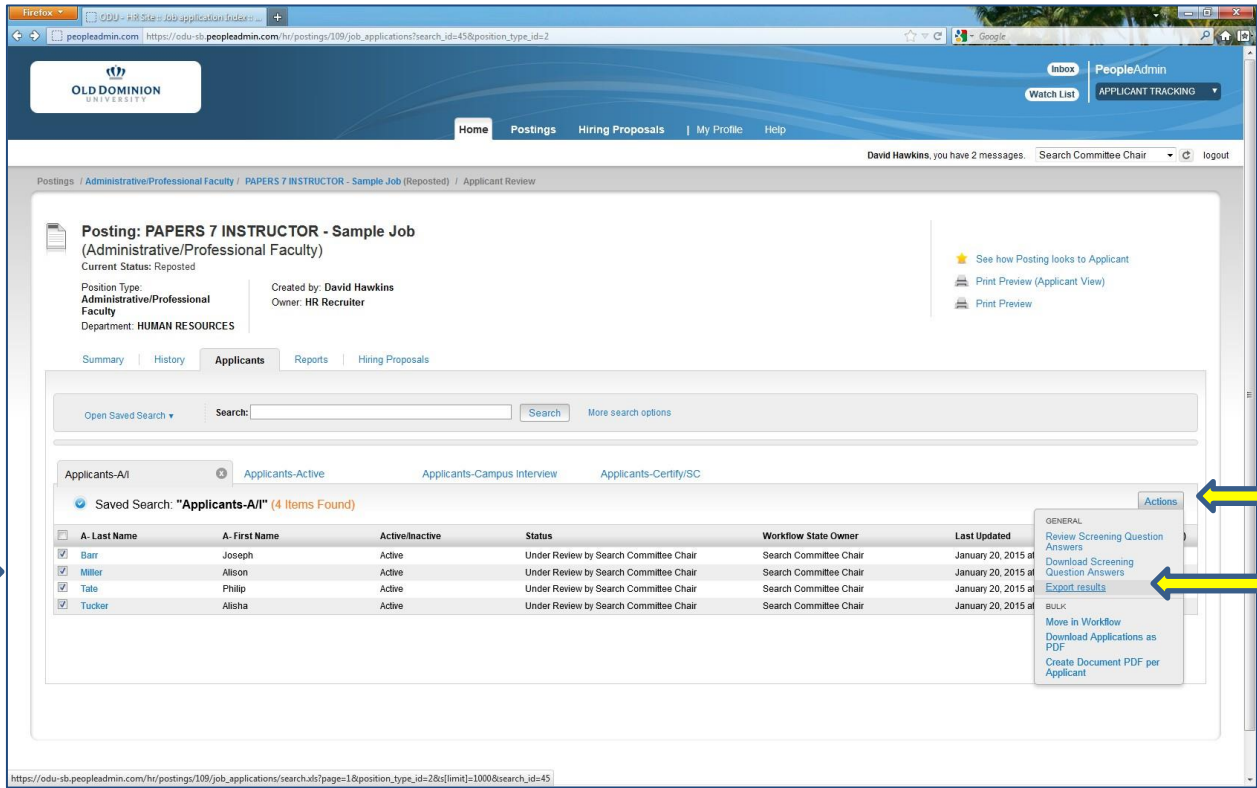 Firefox
ODU - HR Site :: Job application Index :: ...
peopleadmin.com https://odu-sb.peopleadmin.com/hr/postings/109/job_applications?search_id=45&position_type_id=2
Google
OLD DOMINION
UNIVERSITY
Inbox
PeopleAdmin
Watch List
APPLICANT TRACKING
Home Postings Hiring Proposals | My Profile Help
David Hawkins, you have 2 messages. Search Committee Chair logout
Postings / Administrative/Professional Faculty / PAPERS 7 INSTRUCTOR - Sample Job (Reposted) / Applicant Review
Posting: PAPERS 7 INSTRUCTOR - Sample Job
(Administrative/Professional Faculty)
Current Status: Reposted
Position Type:
Administrative/Professional
Faculty
Department: HUMAN RESOURCES
Created by: David Hawkins
Owner: HR Recruiter
See how Posting looks to Applicant
Print Preview (Applicant View)
Print Preview
Summary History Applicants Reports Hiring Proposals
Open Saved Search Search: Search More search options
Applicants-A/I Applicants-Active Applicants-Campus Interview Applicants-Certify/SC
Saved Search: "Applicants-A/I" (4 Items Found)
Actions
A- Last Name A- First Name Active/Inactive Status Workflow State Owner Last Updated )
Barr Joseph Active Under Review by Search Committee Chair Search Committee Chair January 20, 2015 at
Miller Alison Active Under Review by Search Committee Chair Search Committee Chair January 20, 2015 at
Tate Philip Active Under Review by Search Committee Chair Search Committee Chair January 20, 2015 at
Tucker Alisha Active Under Review by Search Committee Chair Search Committee Chair January 20, 2015 at
GENERAL
Review Screening Question
Answers
Download Screening
Question Answers
Export results
BULK
Move in Workflow
Download Applications as
PDF
Create Document PDF per
Applicant
https://odu-sb.peopleadmin.com/hr/postings/109/job_applications/search.xls?page=1&position_type_id=2&s[limit]=1000&search_id=45